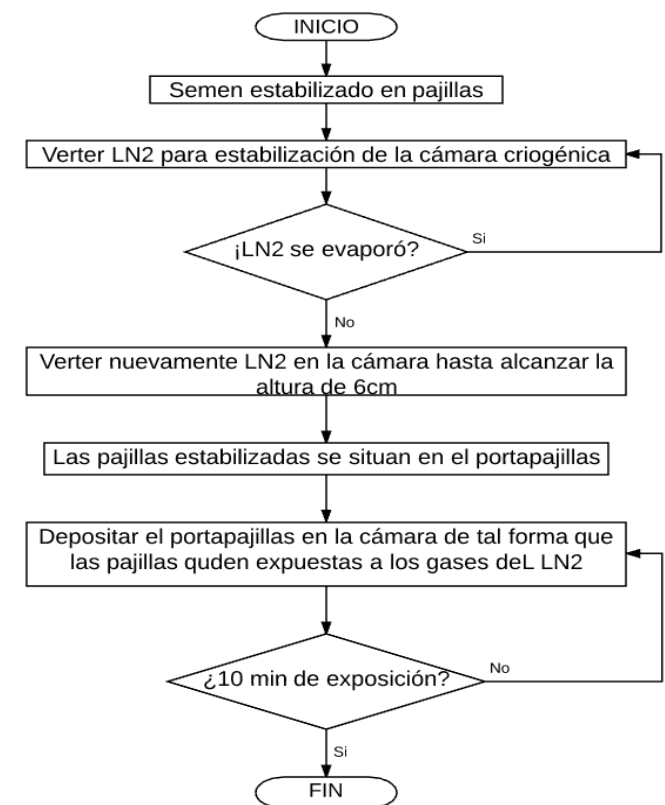 INICIO
Semen estabilizado en pajillas
Verter LN2 para estabilización de la cámara criogénica
¡LN2 se evaporó?
Si
No
Verter nuevamente LN2 en la cámara hasta alcanzar la
altura de 6cm
Las pajillas estabilizadas se situan en el portapajillas
Depositar el portapajillas en la cámara de tal forma que
las pajillas quden expuestas a los gases deL LN2
¿10 min de exposición?
No
Si
FIN